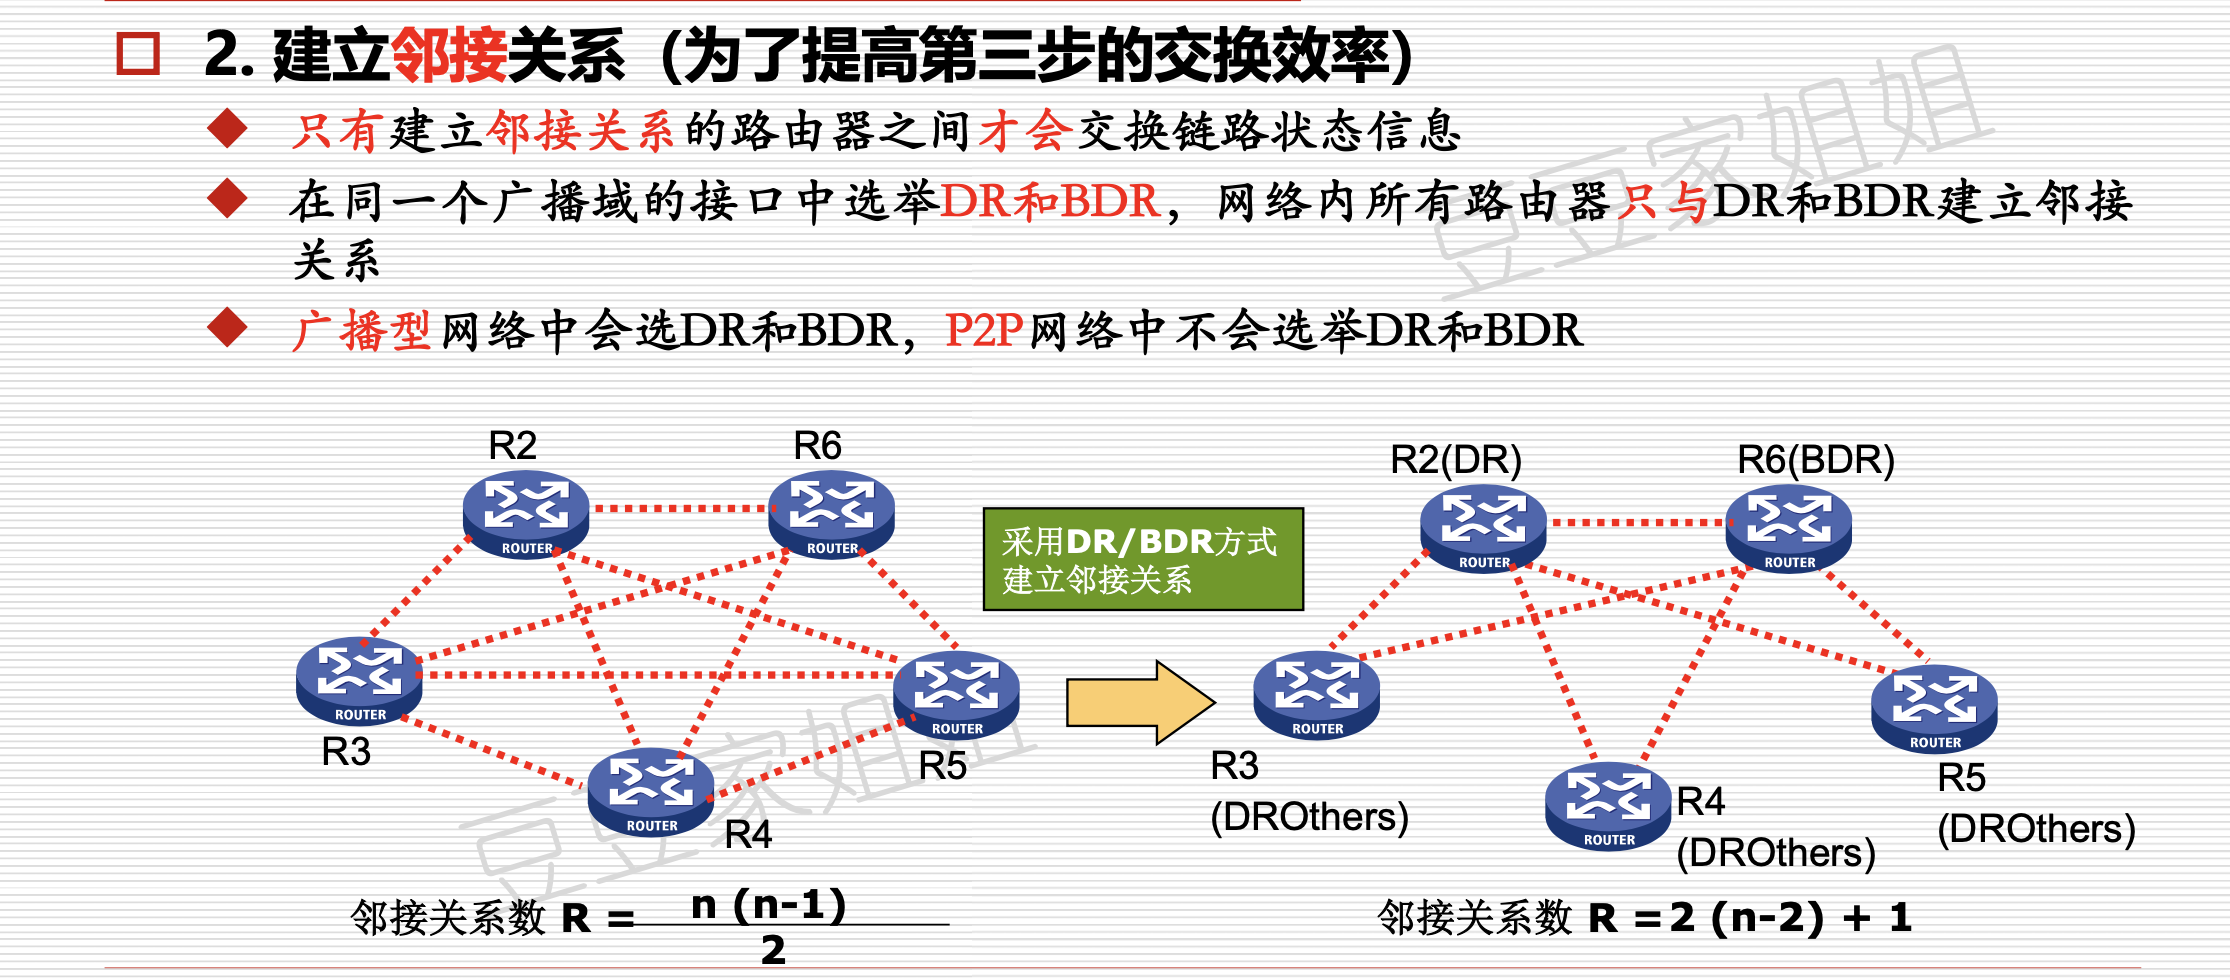 2. 建立邻接关系（为了提高第三步的交换效率）
只有建立邻接关系的路由器之间才会交换链路状态信息
在同一个广播域的接口中选举DR和BDR，网络内所有路由器只与DR和BDR建立邻接
关系
广播型网络中会选DR和BDR，P2P网络中不会选举DR和BDR
豆豆家姐姐
R2
R6
ROUTER
ROUTER
ROUTER
R3
ROUTER
R5
ROUTER
R4
豆豆家姐姐
邻接关系数 R = n (n-1)
2
采用DR/BDR方式
建立邻接关系
R2(DR)
R6(BDR)
ROUTER
ROUTER
ROUTER
R3
(DROthers)
ROUTER
R4
(DROthers)
ROUTER
R5
(DROthers)
邻接关系数 R =2 (n-2) + 1